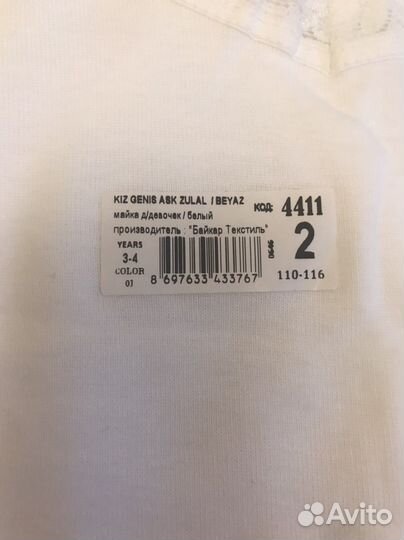 KIZ GENIS ASK ZULAL / BEYAZ
майка д/девочек / белый
производитель : "Байкар Текстиль"
КОД: 4411
YEARS
3-4
COLOR
01
8 697633 433767
0646
2
110-116
Avito